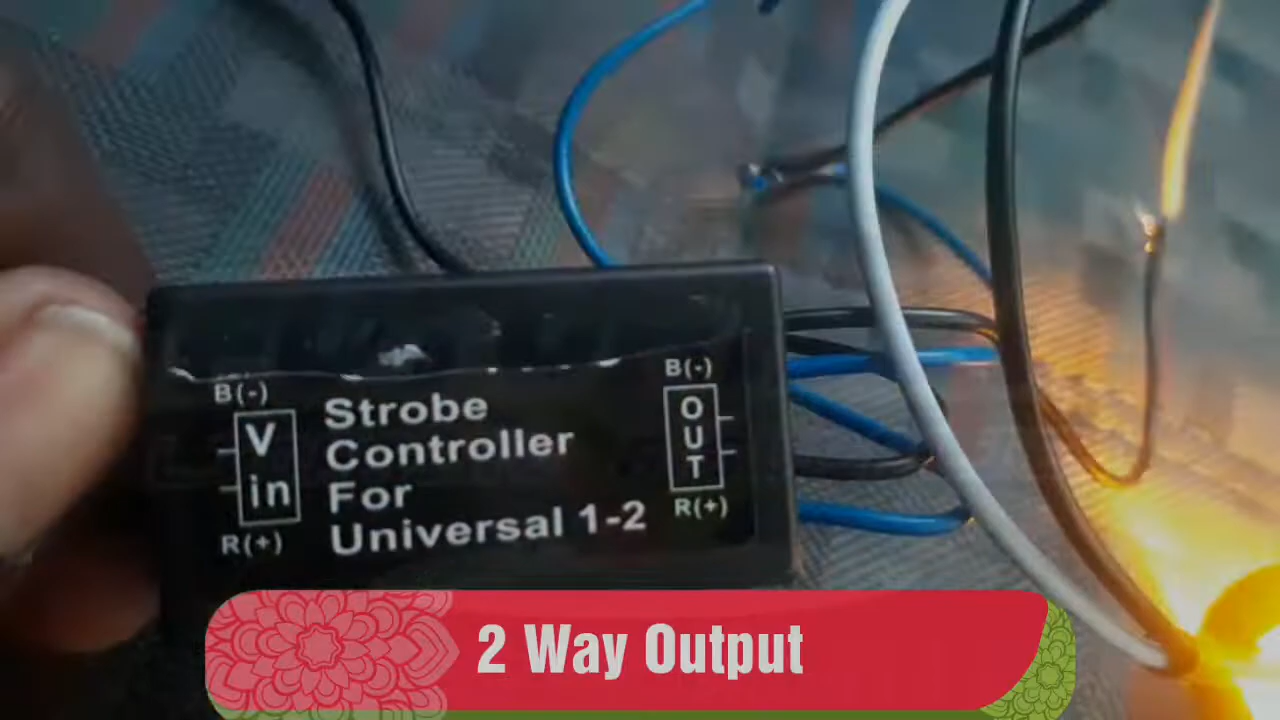 B(-)
V
in
R(+)
Strobe
Controller
For
Universal 1-2
B(-)
OUT
R(+)
2 Way Output